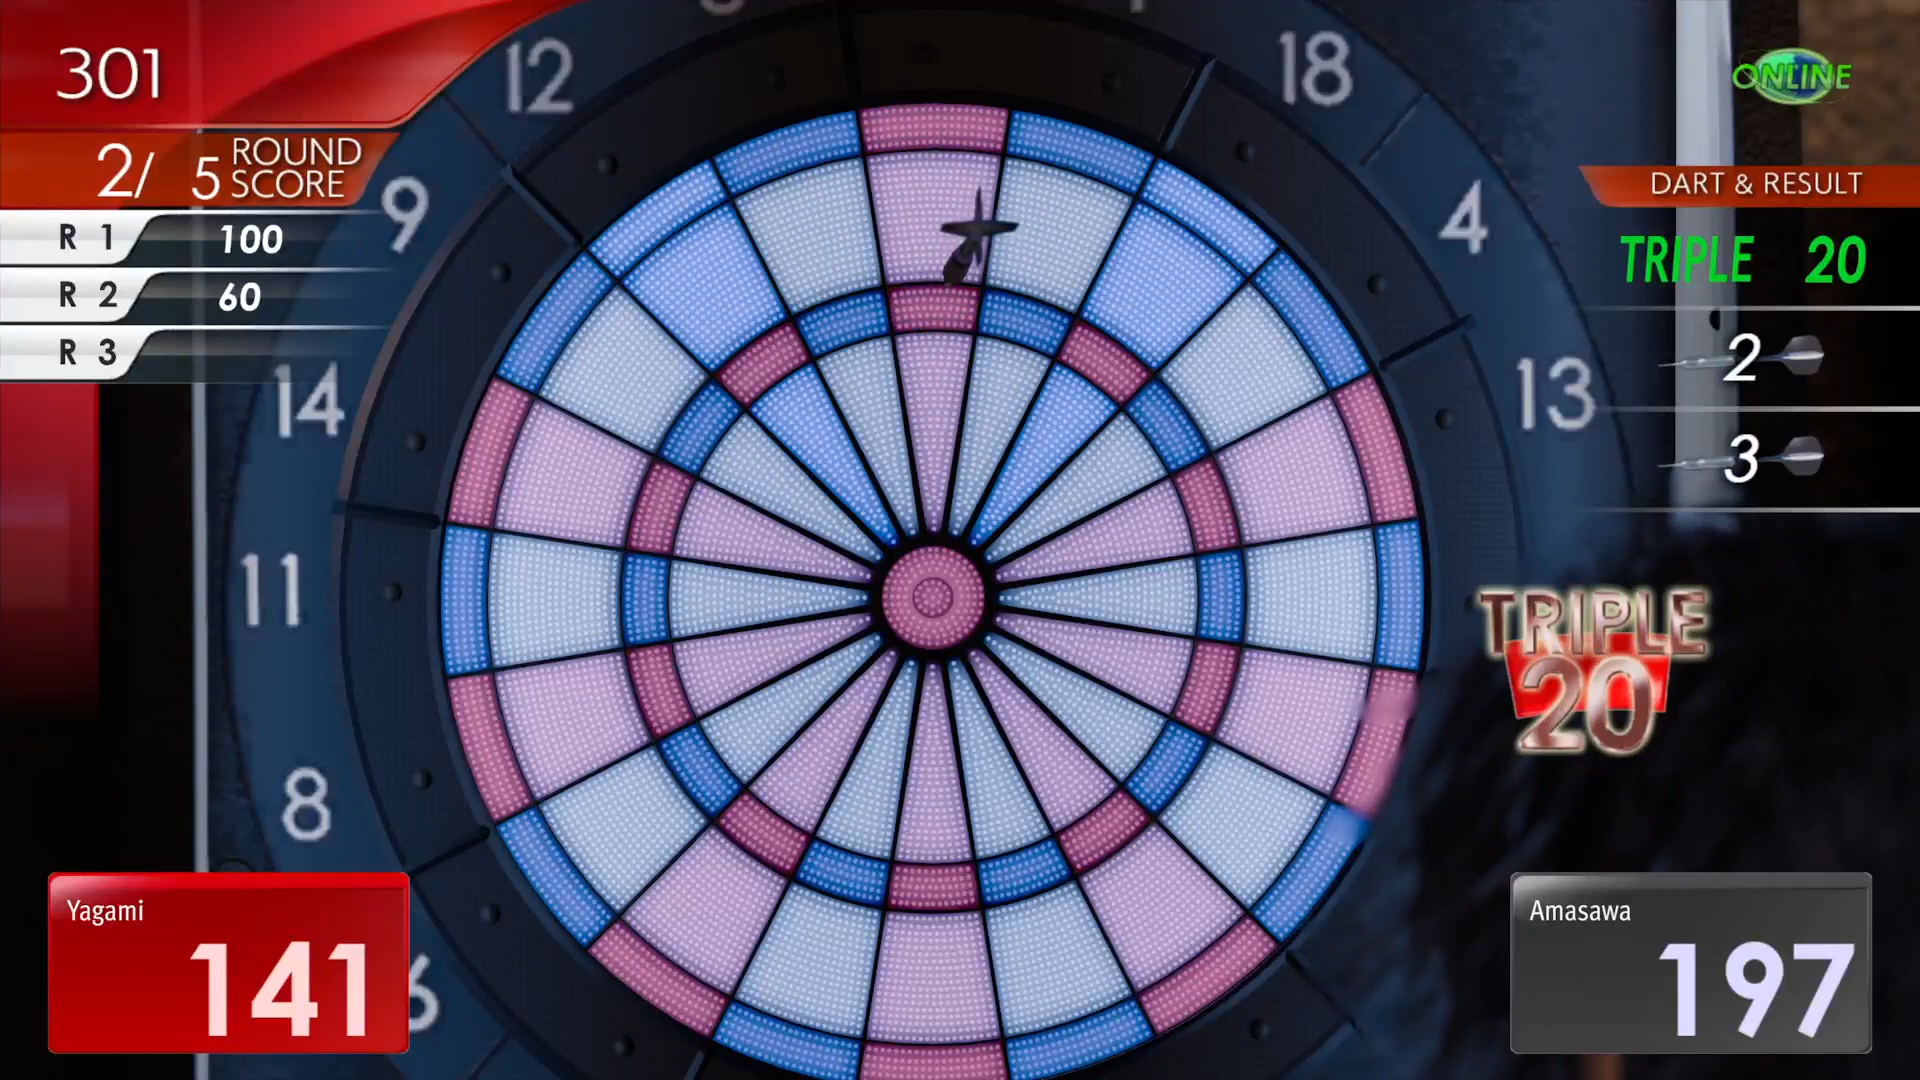 301
2/ 5 ROUND SCORE
R 1 100
R 2 60
R 3
12
18
9
4
14
13
11
8
6
ONLINE
DART & RESULT
TRIPLE 20
2
3
TRIPLE
20
Yagami
141
Amasawa
197